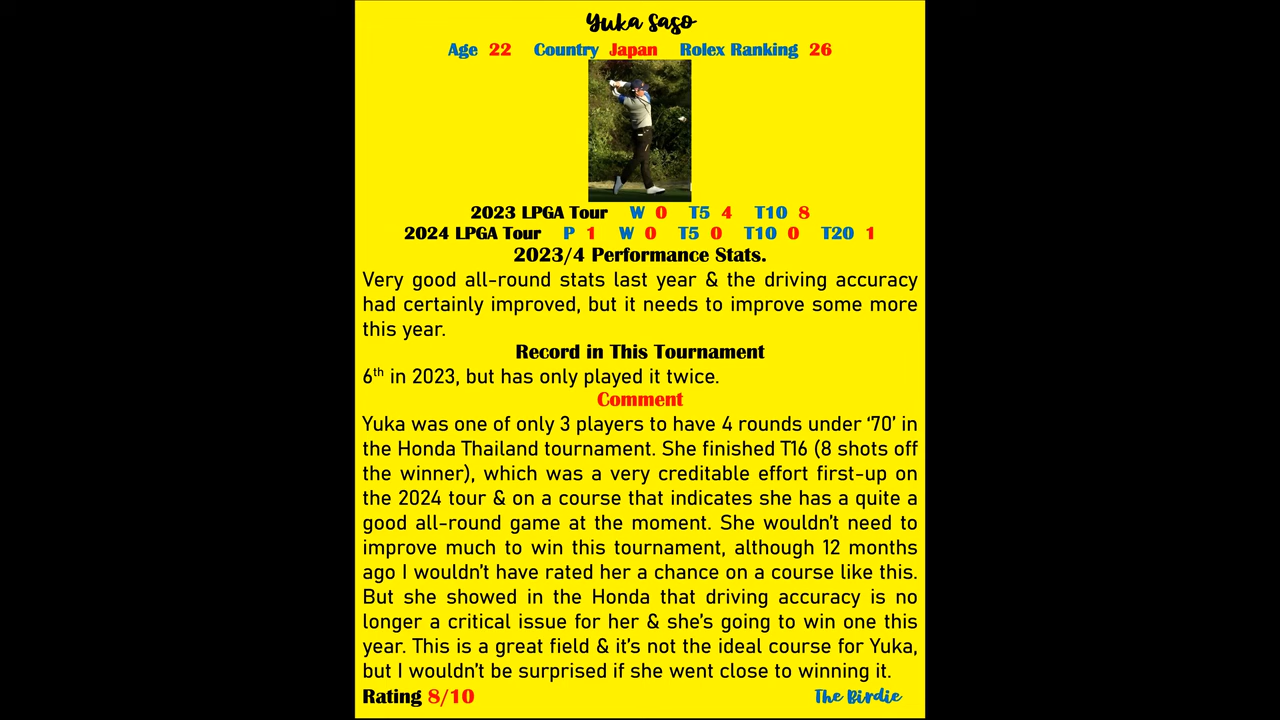 Yuka Saso
Age 22 Country Japan Rolex Ranking 26
2023 LPGA Tour W 0 T5 4 T10 8
2024 LPGA Tour P 1 W 0 T5 0 T10 0 T20 1
2023/4 Performance Stats.
Very good all-round stats last year & the driving accuracy
had certainly improved, but it needs to improve some more
this year.
Record in This Tournament
6th in 2023, but has only played it twice.
Comment
Yuka was one of only 3 players to have 4 rounds under ‘70’ in
the Honda Thailand tournament. She finished T16 (8 shots off
the winner), which was a very creditable effort first-up on
the 2024 tour & on a course that indicates she has a quite a
good all-round game at the moment. She wouldn’t need to
improve much to win this tournament, although 12 months
ago I wouldn’t have rated her a chance on a course like this.
But she showed in the Honda that driving accuracy is no
longer a critical issue for her & she’s going to win one this
year. This is a great field & it’s not the ideal course for Yuka,
but I wouldn’t be surprised if she went close to winning it.
Rating 8/10 The Birdie